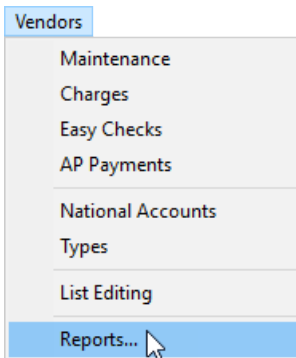 Vendors
Maintenance
Charges
Easy Checks
AP Payments
National Accounts
Types
List Editing
Reports...